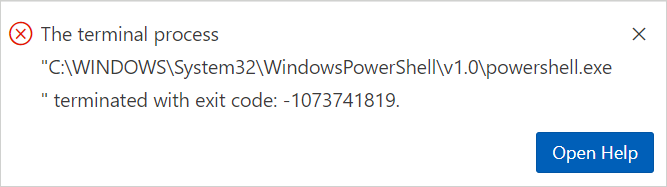 The terminal process
"C:\WINDOWS\System32\WindowsPowerShell\v1.0\powershell.exe
" terminated with exit code: -1073741819.
Open Help